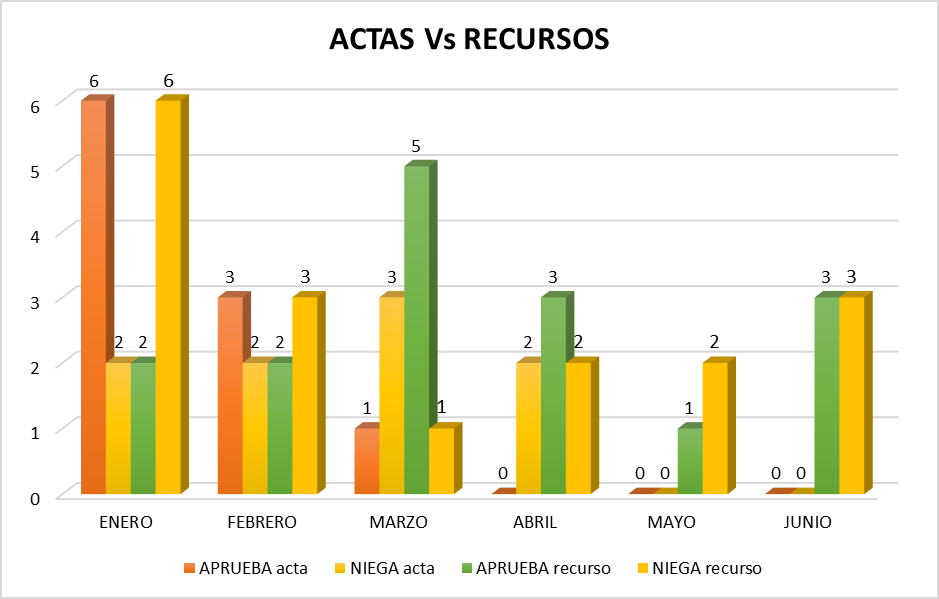 ACTAS Vs RECURSOS
6 2 2 6
3 2 2 3
1 3 5 1
0 2 3 2
0 0 1 2
0 0 3 3
6
5
4
3
2
1
0
ENERO FEBRERO MARZO ABRIL MAYO JUNIO
APRUEBA acta NIEGA acta APRUEBA recurso NIEGA recurso